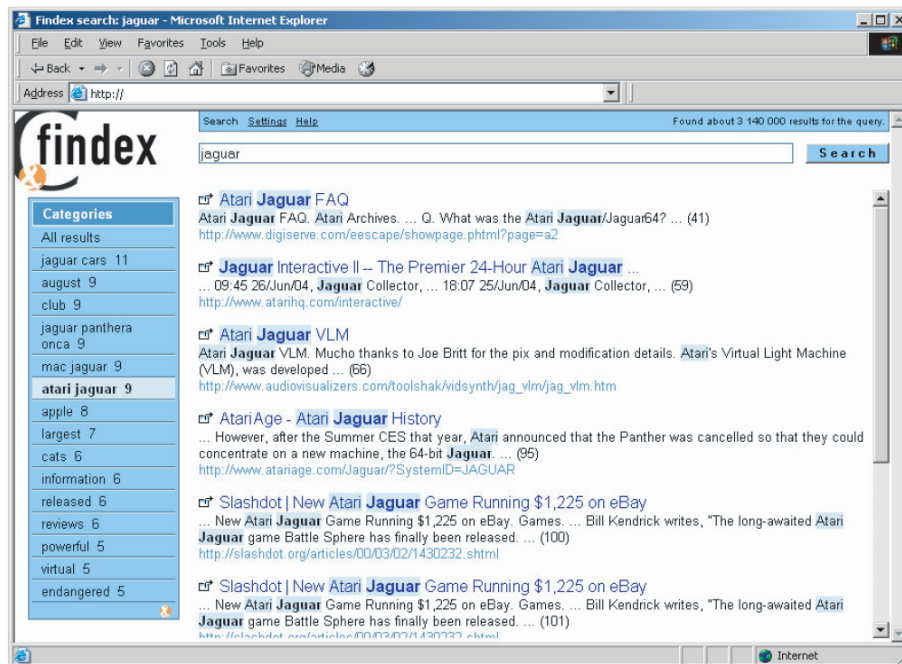 Findex search: jaguar - Microsoft Internet Explorer
File Edit View Favorites Tools Help
Back Favorites Media
Address http://
findex
&
Search Settings Help Found about 3 140 000 results for the query.
jaguar Search
Categories
All results
jaguar cars 11
august 9
club 9
jaguar panthera
onca 9
mac jaguar 9
atari jaguar 9
apple 8
largest 7
cats 6
information 6
released 6
reviews 6
powerful 5
virtual 5
endangered 5
&
Atari Jaguar FAQ
Atari Jaguar FAQ. Atari Archives. ... Q. What was the Atari Jaguar/Jaguar64? ... (41)
http://www.digiserve.com/eescape/showpage.phtml?page=a2
Jaguar Interactive II -- The Premier 24-Hour Atari Jaguar ...
... 09:45 26/Jun/04, Jaguar Collector, ... 18:07 25/Jun/04, Jaguar Collector, ... (59)
http://www.atarihq.com/interactive/
Atari Jaguar VLM
Atari Jaguar VLM. Mucho thanks to Joe Britt for the pix and modification details. Atari's Virtual Light Machine
(VLM), was developed ... (66)
http://www.audiovisualizers.com/toolshak/vidsynth/jag_vlm/jag_vlm.htm
AtariAge - Atari Jaguar History
... However, after the Summer CES that year, Atari announced that the Panther was cancelled so that they could
concentrate on a new machine, the 64-bit Jaguar. ... (95)
http://www.atariage.com/Jaguar/?SystemID=JAGUAR
Slashdot | New Atari Jaguar Game Running $1,225 on eBay
... New Atari Jaguar Game Running $1,225 on eBay. Games. ... Bill Kendrick writes, "The long-awaited Atari
Jaguar game Battle Sphere has finally been released. ... (100)
http://slashdot.org/articles/00/03/02/1430232.shtml
Slashdot | New Atari Jaguar Game Running $1,225 on eBay
... New Atari Jaguar Game Running $1,225 on eBay. Games. ... Bill Kendrick writes, "The long-awaited Atari
Jaguar game Battle Sphere has finally been released. ... (101)
http://slashdot.org/articles/00/03/02/1430232.shtml
Internet